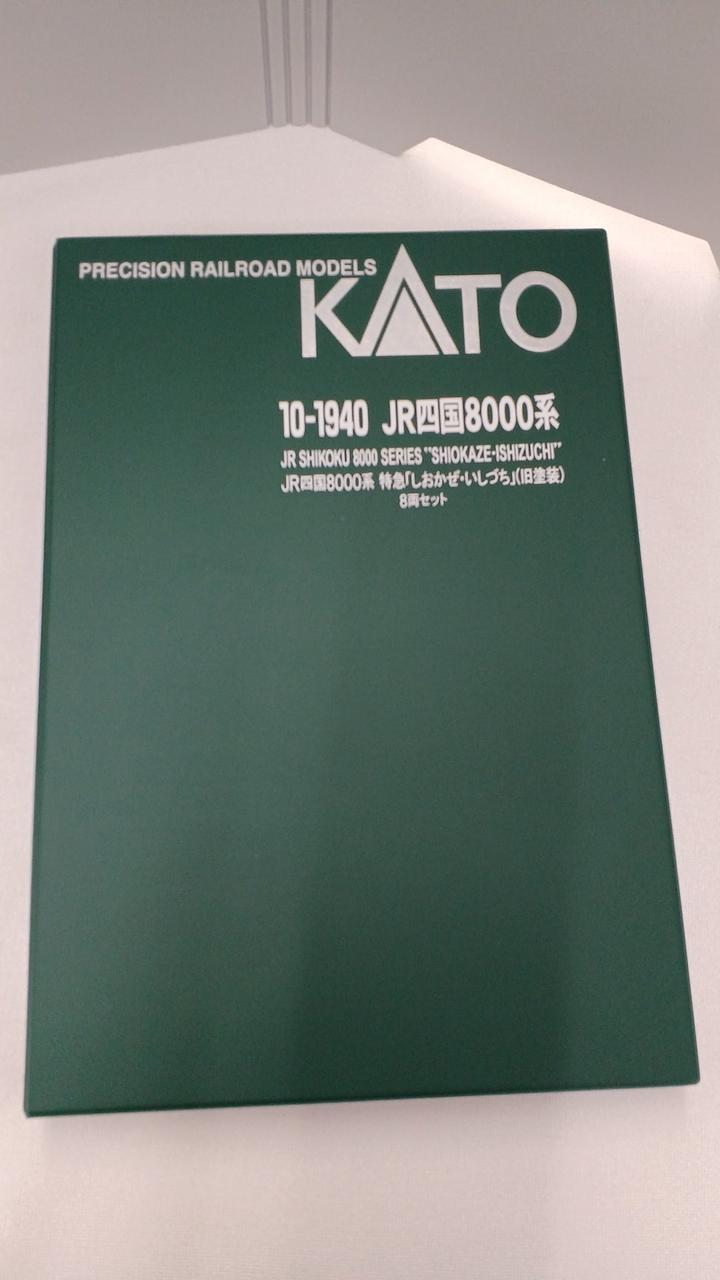 PRECISION RAILROAD MODELS
KATO
10-1940 JR四国8000系
JR SHIKOKU 8000 SERIES "SHIOKAZE･ISHIZUCHI"
JR四国8000系 特急｢しおかぜ･いしづち｣(旧塗装)
8両セット